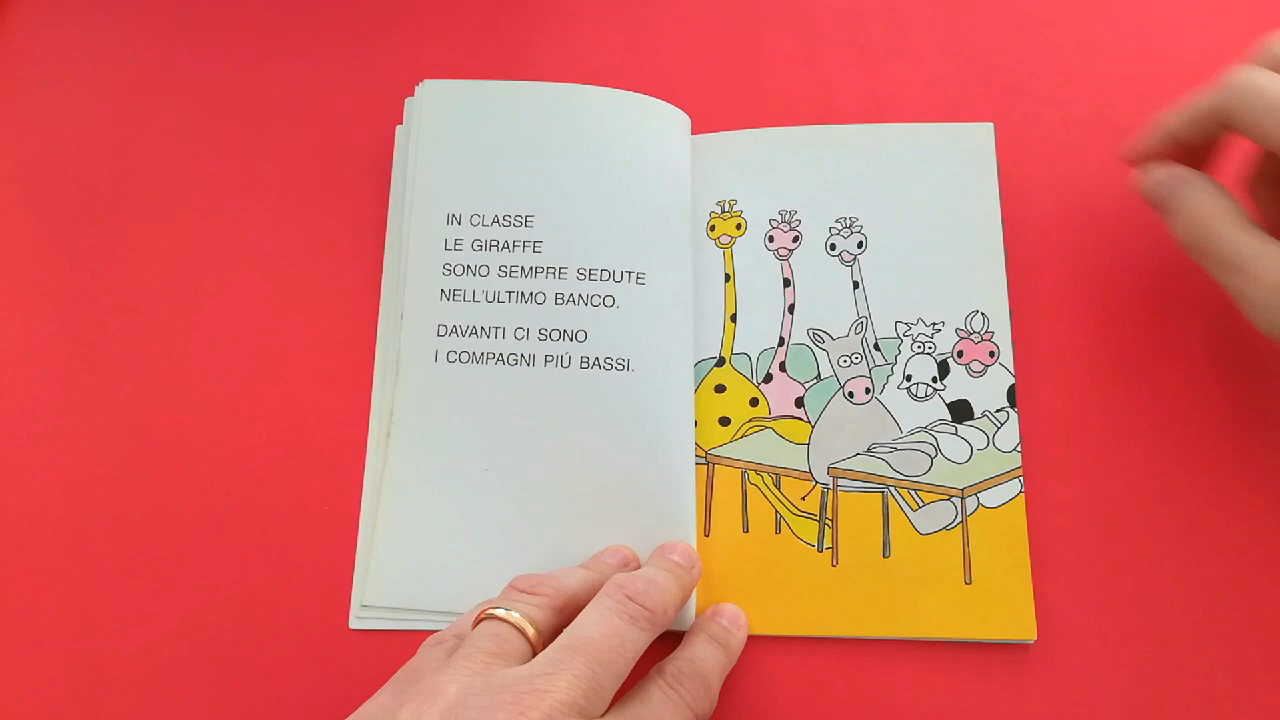 IN CLASSE
LE GIRAFFE
SONO SEMPRE SEDUTE
NELL'ULTIMO BANCO.
DAVANTI CI SONO
I COMPAGNI PIÚ BASSI.